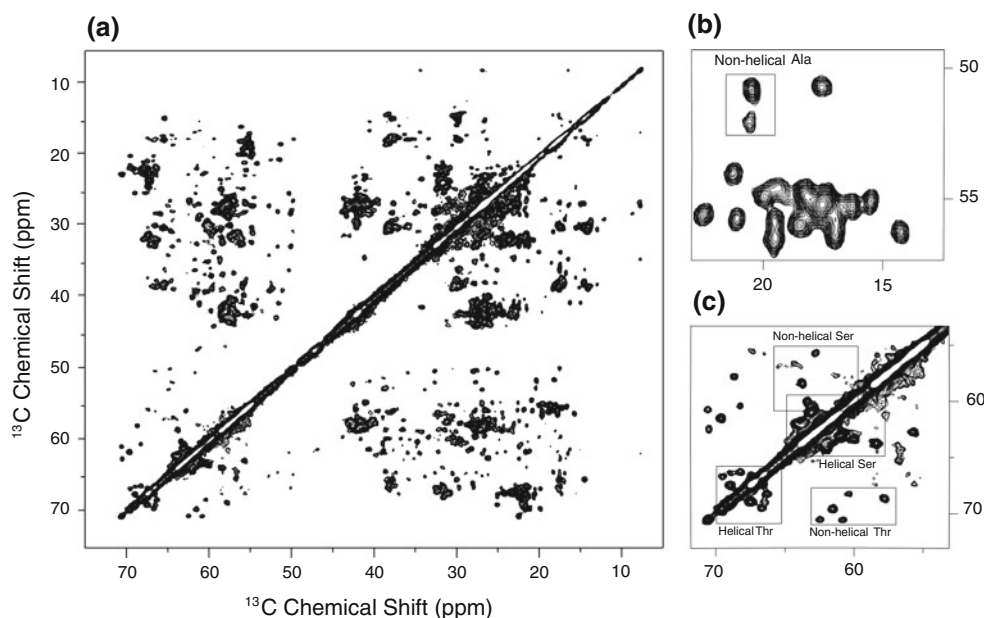 (a)
10
20
30
40
50
60
70
¹³C Chemical Shift (ppm)
70
60
50
40
30
20
10
¹³C Chemical Shift (ppm)
(b)
Non-helical Ala
50
55
20
15
(c)
Non-helical Ser
60
Helical Ser
70
Helical Thr
Non-helical Thr
70
60